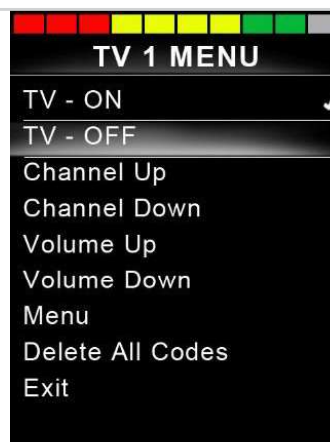 TV 1 MENU
TV - ON
TV - OFF
Channel Up
Channel Down
Volume Up
Volume Down
Menu
Delete All Codes
Exit